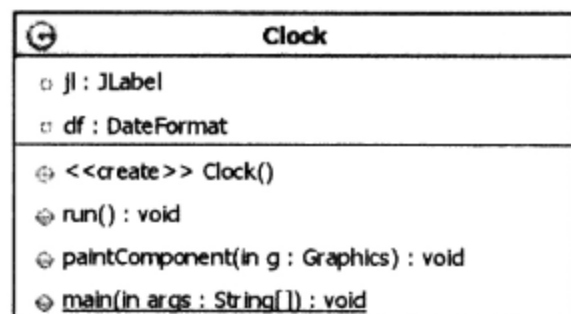 Clock
jl : JLabel
df : DateFormat
<<create>> Clock()
run() : void
paintComponent(in g : Graphics) : void
main(in args : String[]) : void